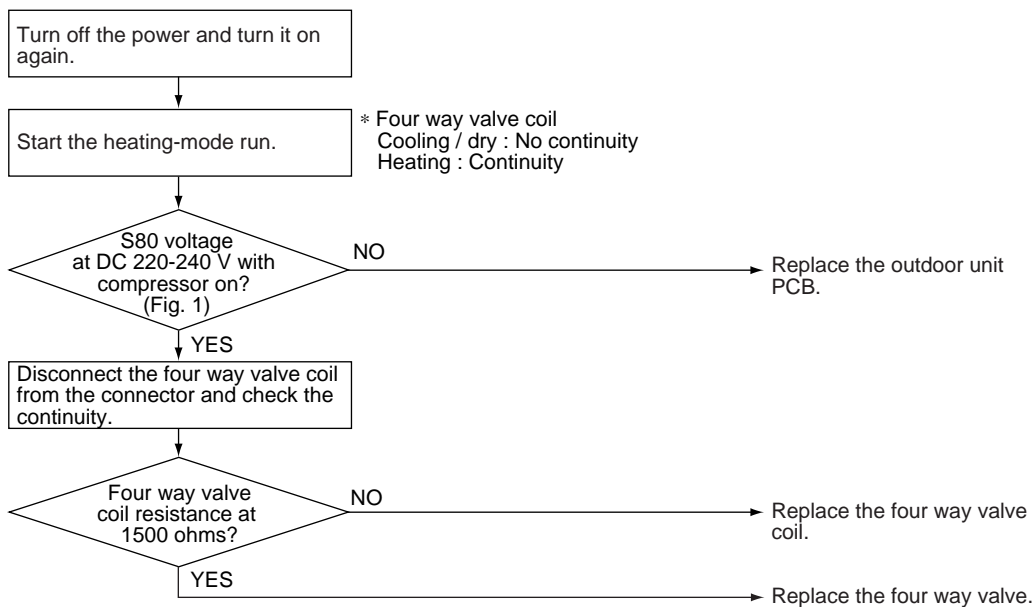 Turn off the power and turn it on
again.
Start the heating-mode run.
∗ Four way valve coil
Cooling / dry : No continuity
Heating : Continuity
S80 voltage
at DC 220-240 V with
compressor on?
(Fig. 1)
NO
Replace the outdoor unit
PCB.
YES
Disconnect the four way valve coil
from the connector and check the
continuity.
Four way valve
coil resistance at
1500 ohms?
NO
Replace the four way valve
coil.
YES
Replace the four way valve.